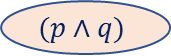 (p ∧ q)